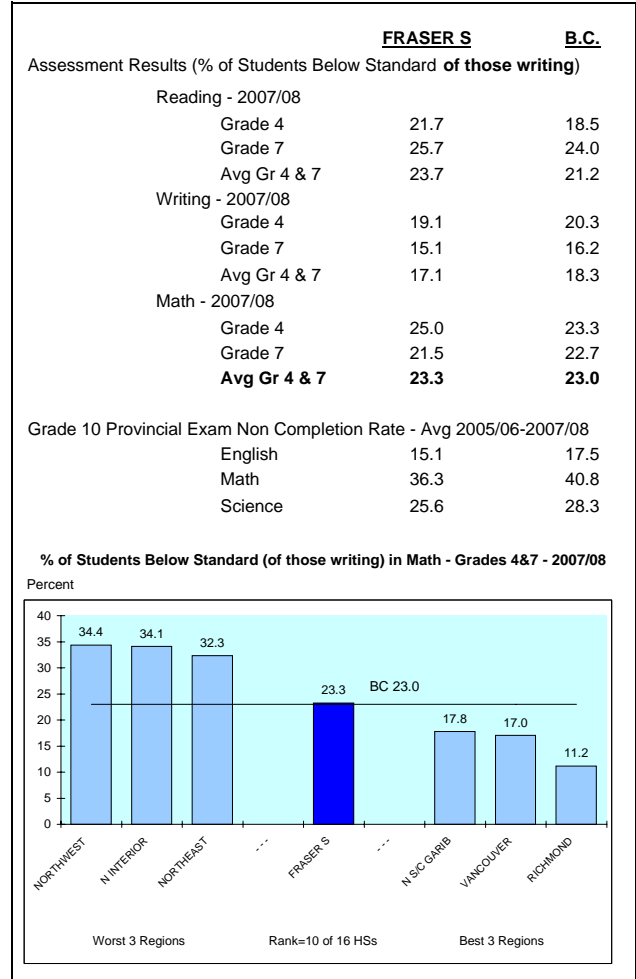 FRASER S B.C.
Assessment Results (% of Students Below Standard of those writing)
Reading - 2007/08
Grade 4 21.7 18.5
Grade 7 25.7 24.0
Avg Gr 4 & 7 23.7 21.2
Writing - 2007/08
Grade 4 19.1 20.3
Grade 7 15.1 16.2
Avg Gr 4 & 7 17.1 18.3
Math - 2007/08
Grade 4 25.0 23.3
Grade 7 21.5 22.7
Avg Gr 4 & 7 23.3 23.0
Grade 10 Provincial Exam Non Completion Rate - Avg 2005/06-2007/08
English 15.1 17.5
Math 36.3 40.8
Science 25.6 28.3
% of Students Below Standard (of those writing) in Math - Grades 4&7 - 2007/08
Percent
40
35
30
25
20
15
10
5
0
34.4 34.1 32.3 23.3 BC 23.0 17.8 17.0 11.2
NORTHWEST N INTERIOR NORTHEAST - - - FRASER S - - - N S/C GARIB VANCOUVER RICHMOND
Worst 3 Regions Rank=10 of 16 HSs Best 3 Regions